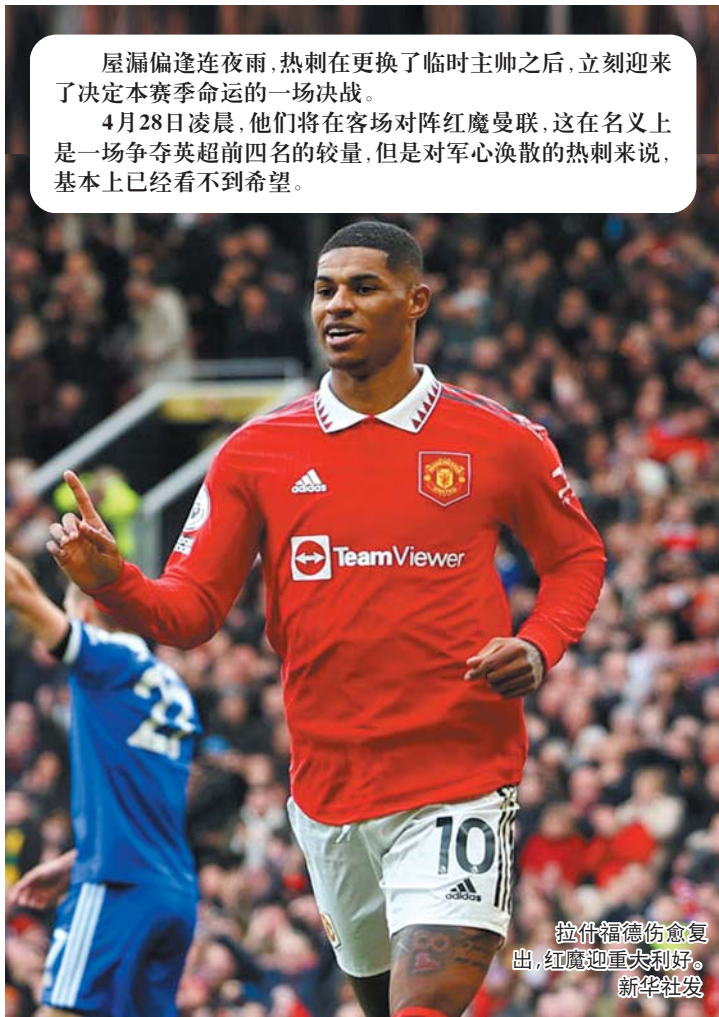 屋漏偏逢连夜雨,热刺在更换了临时主帅之后,立刻迎来
了决定本赛季命运的一场决战。
4月28日凌晨,他们将在客场对阵红魔曼联,这在名义上
是一场争夺英超前四名的较量,但是对军心涣散的热刺来说,
基本上已经看不到希望。
adidas
TeamViewer
22
10
adidas
拉什福德伤愈复
出,红魔迎重大利好。
新华社发